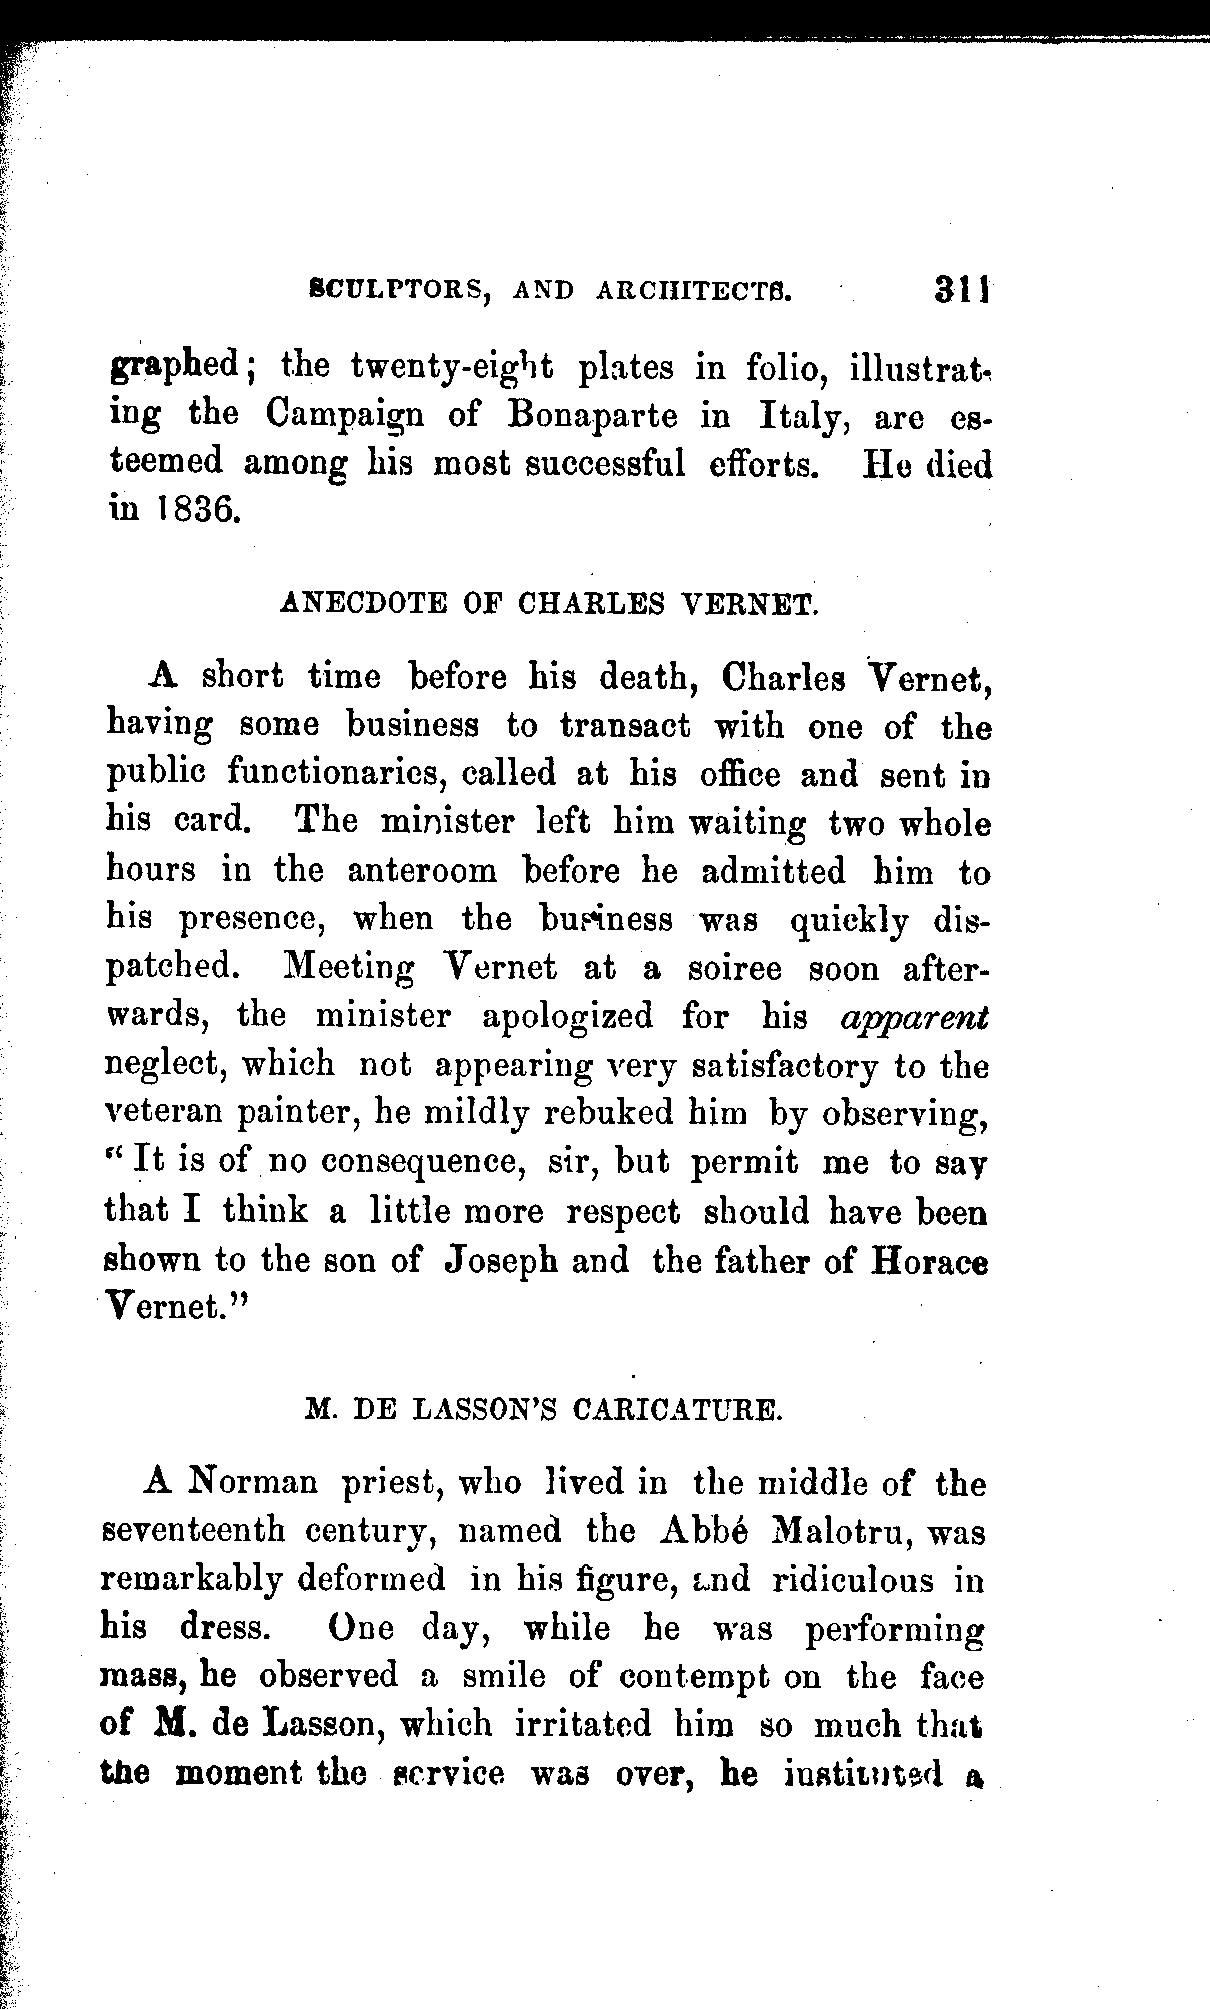 SCULPTORS, AND ARCHITECTS. 311
graphed; the twenty-eight plates in folio, illustrat-
ing the Campaign of Bonaparte in Italy, are es-
teemed among his most successful efforts. He died
in 1836.
ANECDOTE OF CHARLES VERNET.
A short time before his death, Charles Vernet,
having some business to transact with one of the
public functionaries, called at his office and sent in
his card. The minister left him waiting two whole
hours in the anteroom before he admitted him to
his presence, when the business was quickly dis-
patched. Meeting Vernet at a soiree soon after-
wards, the minister apologized for his apparent
neglect, which not appearing very satisfactory to the
veteran painter, he mildly rebuked him by observing,
"It is of no consequence, sir, but permit me to say
that I think a little more respect should have been
shown to the son of Joseph and the father of Horace
Vernet."
M. DE LASSON'S CARICATURE.
A Norman priest, who lived in the middle of the
seventeenth century, named the Abbé Malotru, was
remarkably deformed in his figure, and ridiculous in
his dress. One day, while he was performing
mass, he observed a smile of contempt on the face
of M. de Lasson, which irritated him so much that
the moment the service was over, he instituted a